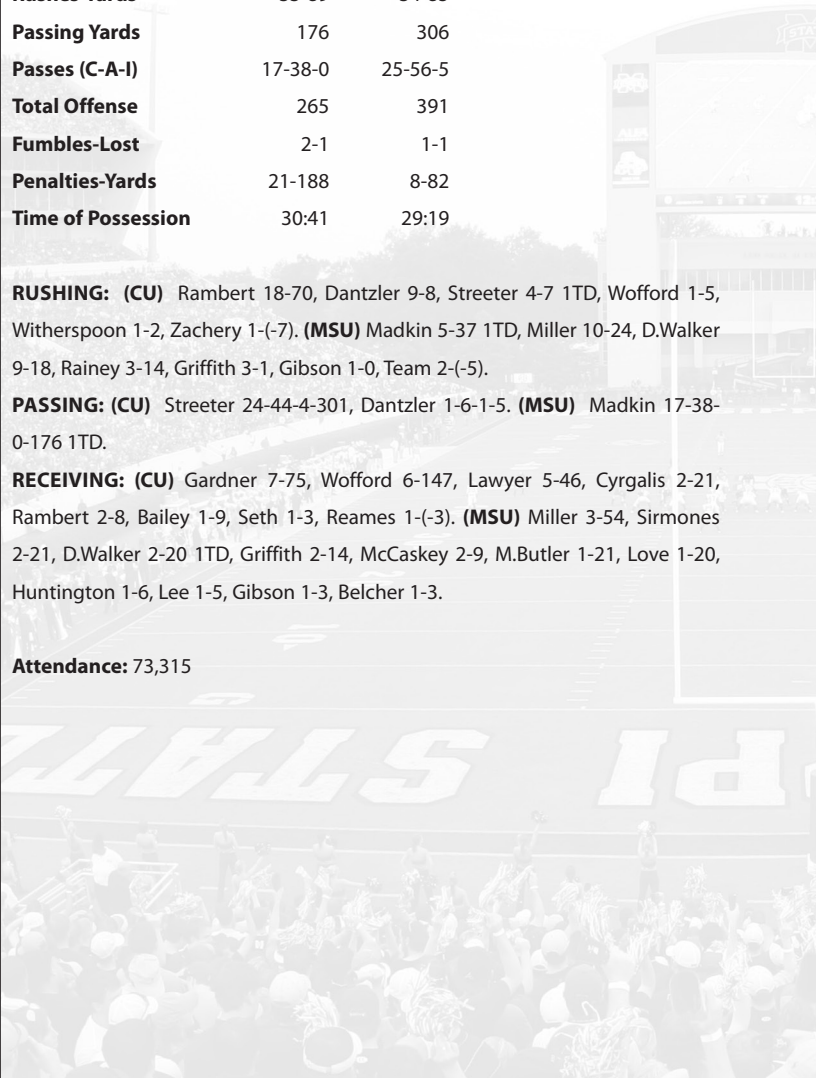 Passing Yards 176 306
Passes (C-A-I) 17-38-0 25-56-5
Total Offense 265 391
Fumbles-Lost 2-1 1-1
Penalties-Yards 21-188 8-82
Time of Possession 30:41 29:19
RUSHING: (CU) Rambert 18-70, Dantzler 9-8, Streeter 4-7 1TD, Wofford 1-5,
Witherspoon 1-2, Zachery 1-(-7). (MSU) Madkin 5-37 1TD, Miller 10-24, D.Walker
9-18, Rainey 3-14, Griffith 3-1, Gibson 1-0, Team 2-(-5).
PASSING: (CU) Streeter 24-44-4-301, Dantzler 1-6-1-5. (MSU) Madkin 17-38-
0-176 1TD.
RECEIVING: (CU) Gardner 7-75, Wofford 6-147, Lawyer 5-46, Cyrgalis 2-21,
Rambert 2-8, Bailey 1-9, Seth 1-3, Reames 1-(-3). (MSU) Miller 3-54, Sirmones
2-21, D.Walker 2-20 1TD, Griffith 2-14, McCaskey 2-9, M.Butler 1-21, Love 1-20,
Huntington 1-6, Lee 1-5, Gibson 1-3, Belcher 1-3.
Attendance: 73,315